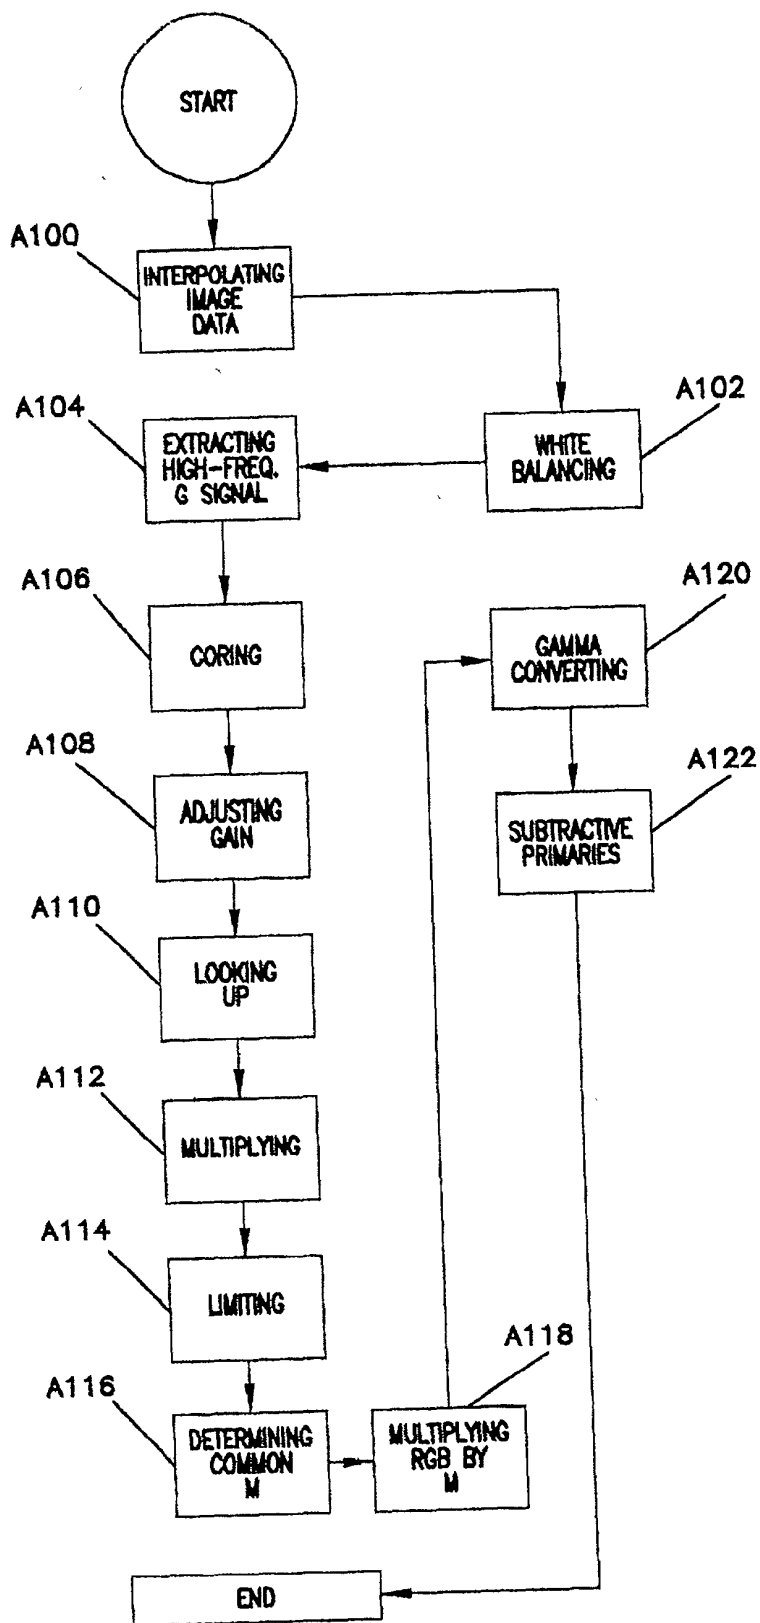 START
A100
INTERPOLATING
IMAGE
DATA
A102
WHITE
BALANCING
A104
EXTRACTING
HIGH-FREQ.
G SIGNAL
A106
CORING
A108
ADJUSTING
GAIN
A110
LOOKING
UP
A112
MULTIPLYING
A114
LIMITING
A116
DETERMINING
COMMON
M
A118
MULTIPLYING
RGB BY
M
A120
GAMMA
CONVERTING
A122
SUBTRACTIVE
PRIMARIES
END